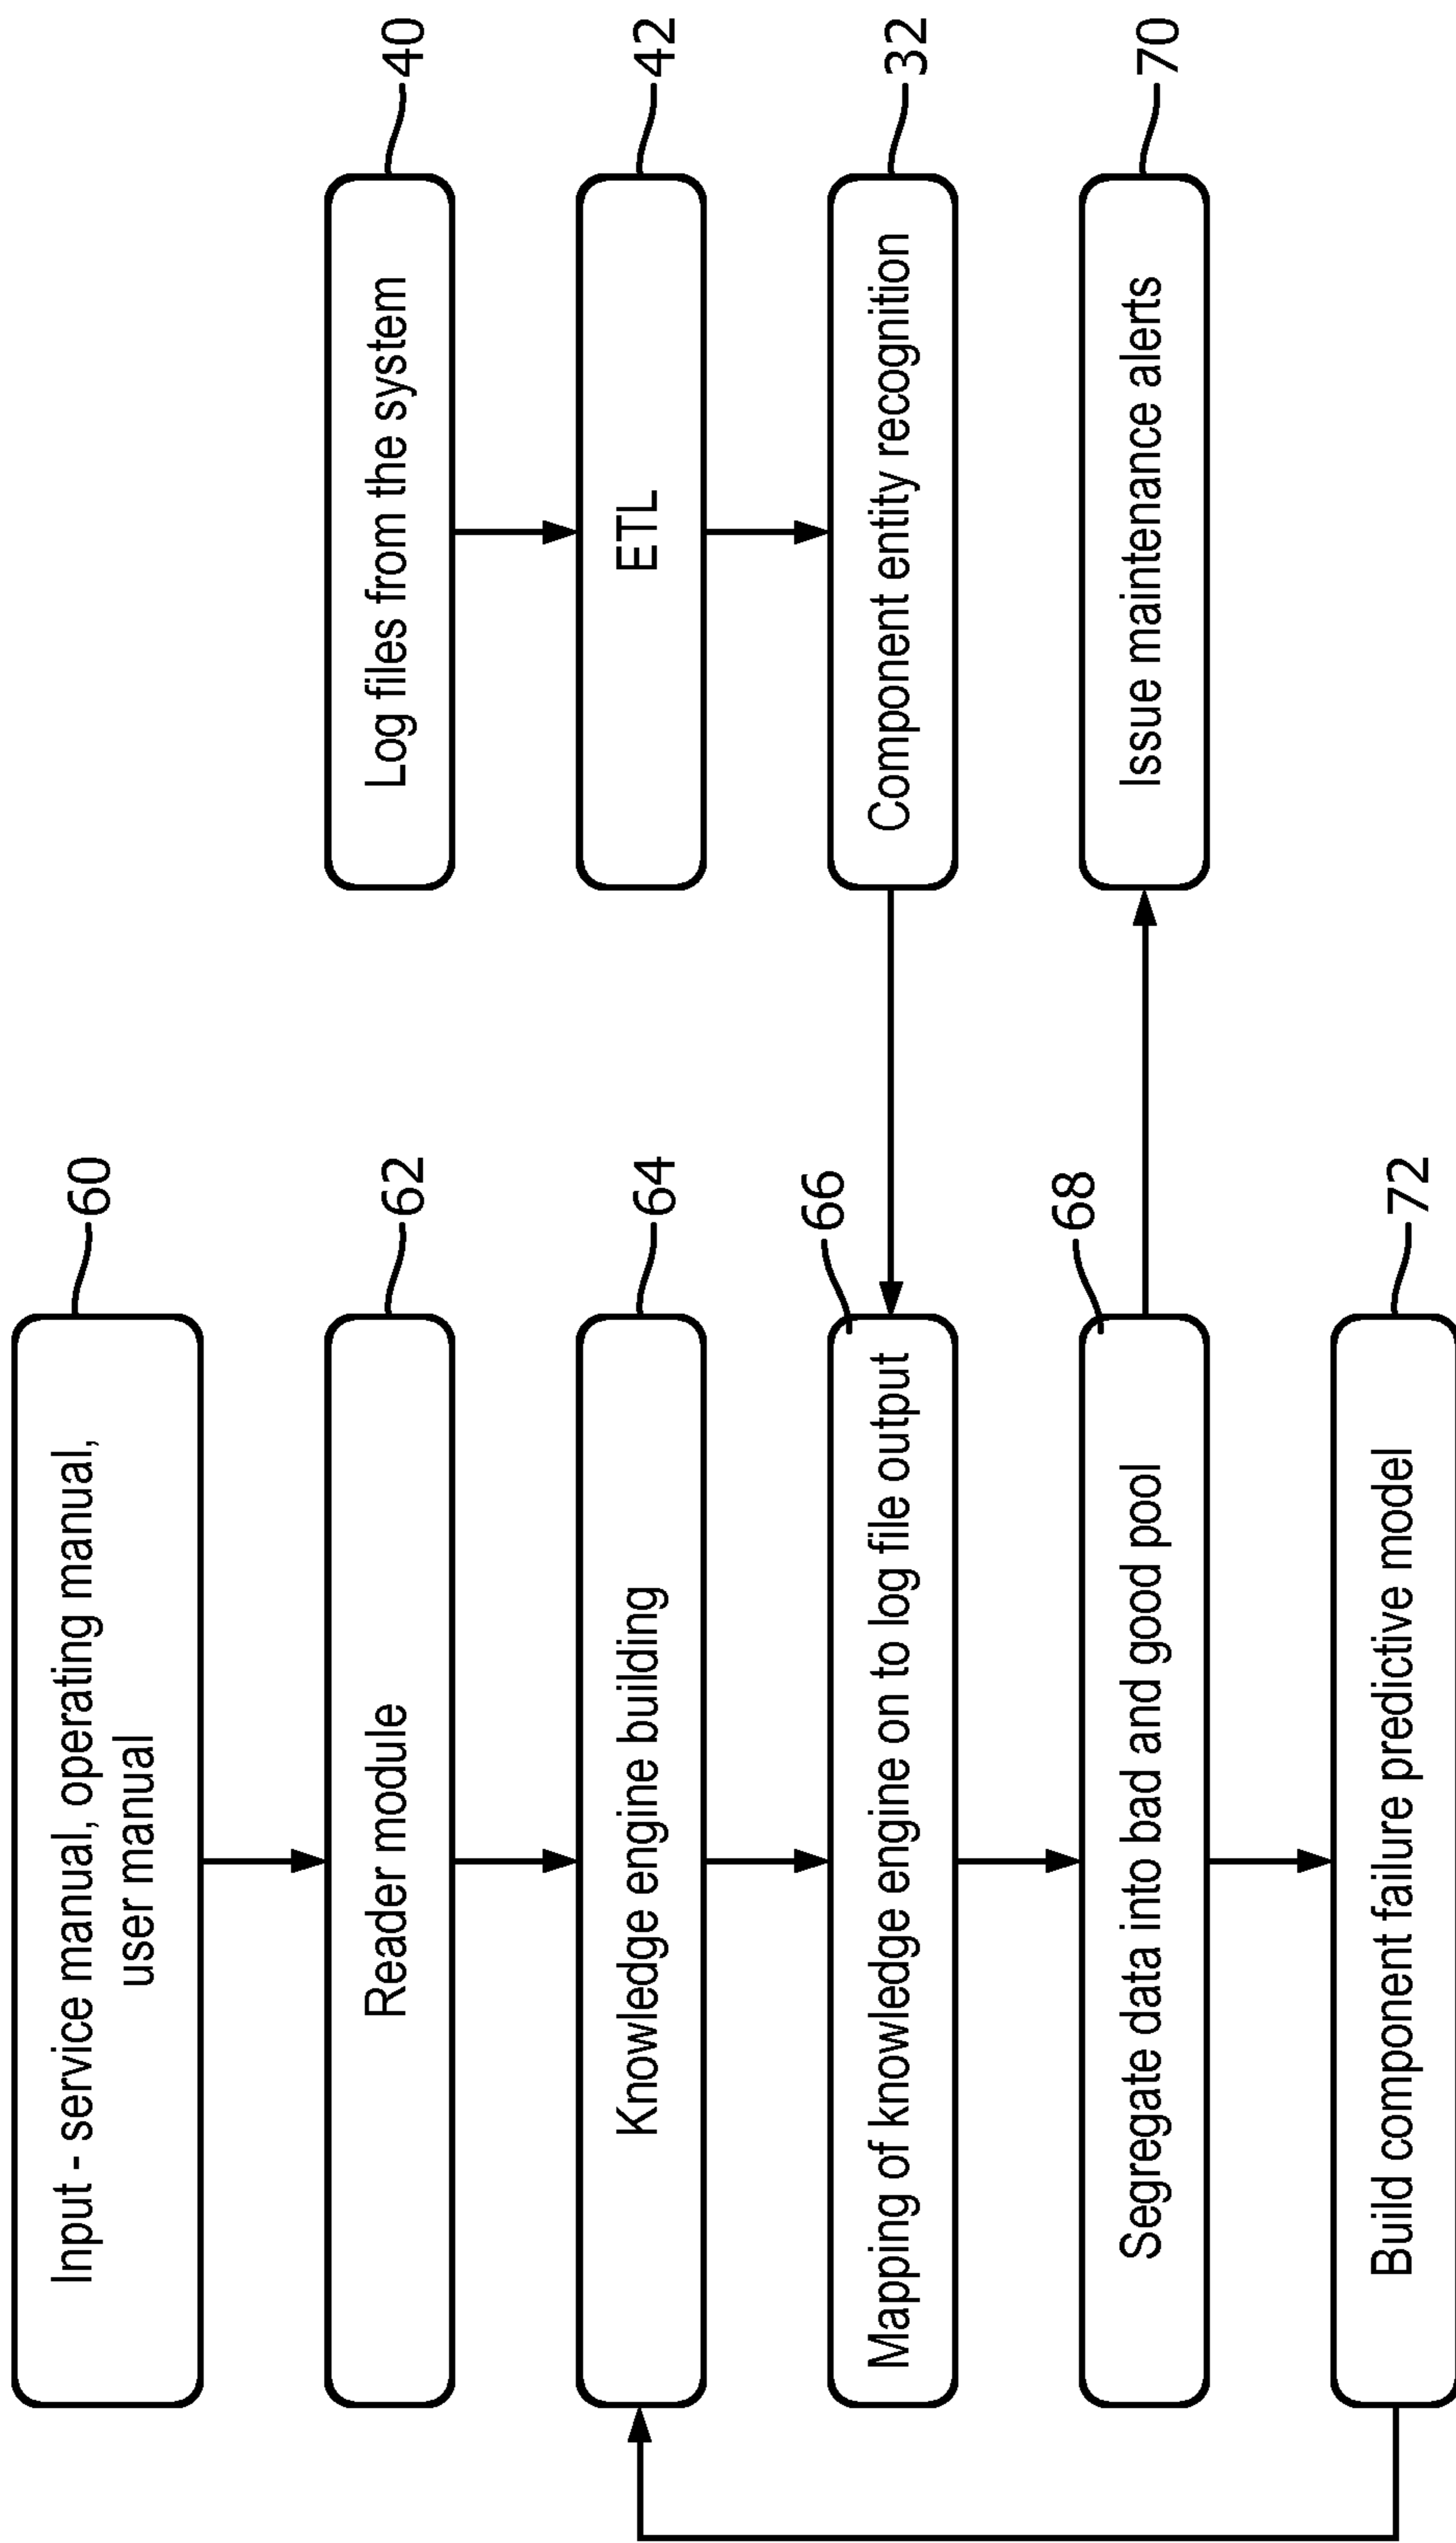 Input - service manual, operating manual,
user manual
60
Reader module
62
Log files from the system
40
Knowledge engine building
64
ETL
42
Mapping of knowledge engine on to log file output
66
Component entity recognition
32
Segregate data into bad and good pool
68
Issue maintenance alerts
70
Build component failure predictive model
72